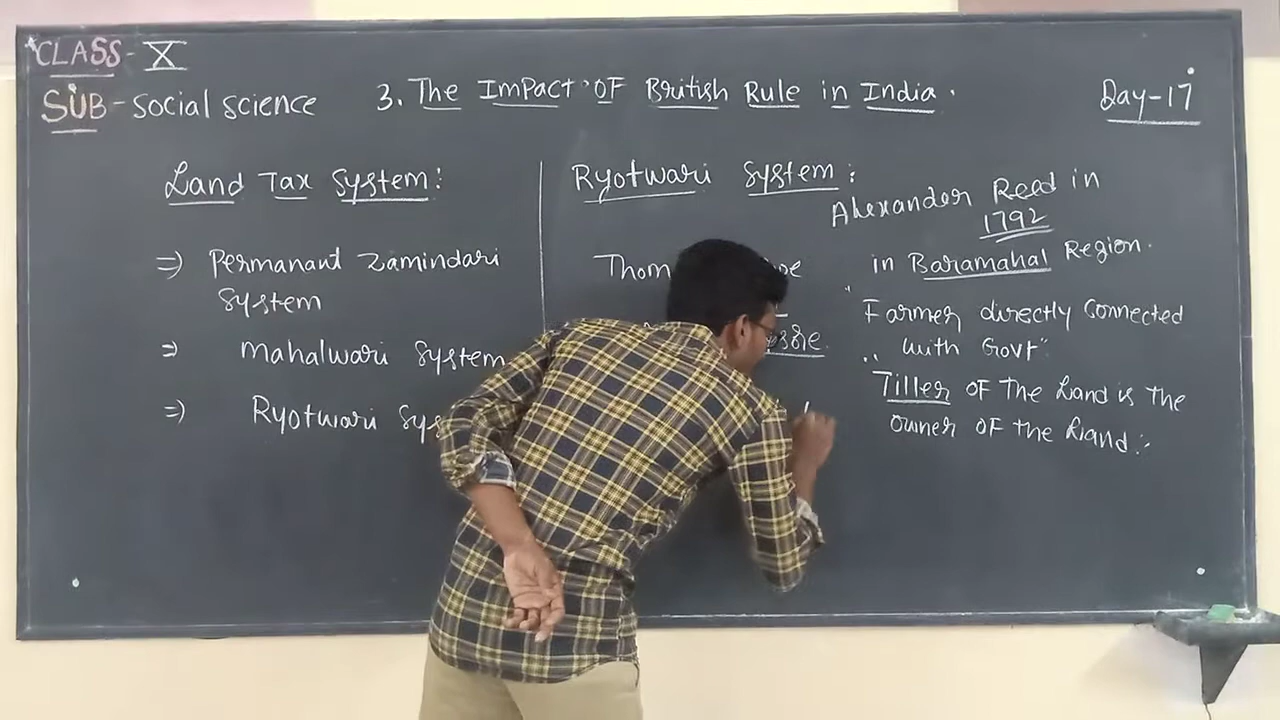 CLASS - X
SUB - Social science
3. The Impact OF British Rule in India.
Day-17
Land Tax System:
=) Permanant Zamindari
System
=) Mahalwari System
=) Ryotwari Sys
Ryotwari System:
Alexander Reed in
1792
in Baramahal Region.
"Farmer directly Connected
with Govt"
"Tiller OF The Land is The
owner OF the Land."